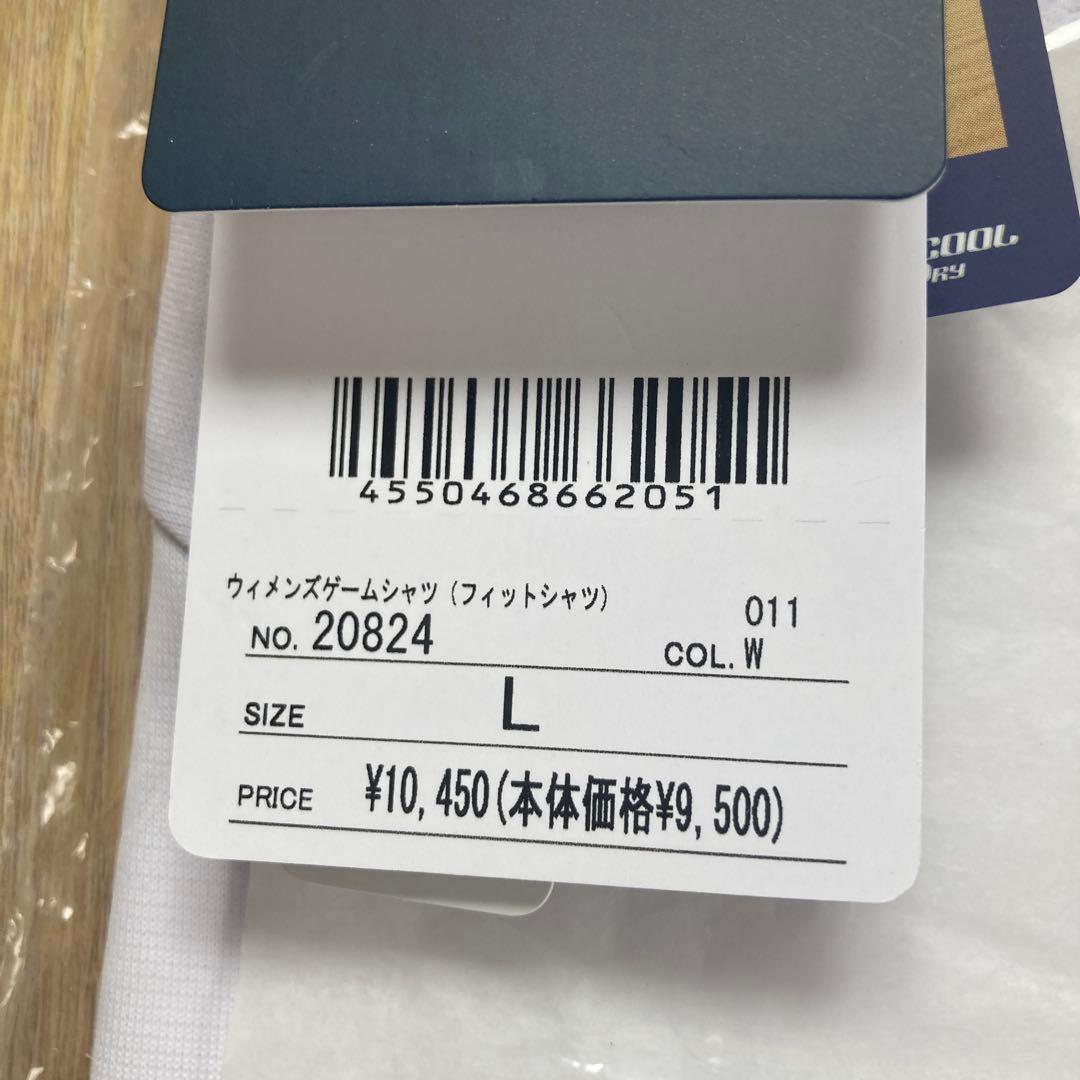 COOL
DRY
4550468662051
ウィメンズゲームシャツ(フィットシャツ)
NO. 20824
011
COL. W
SIZE L
PRICE ¥10,450(本体価格¥9,500)